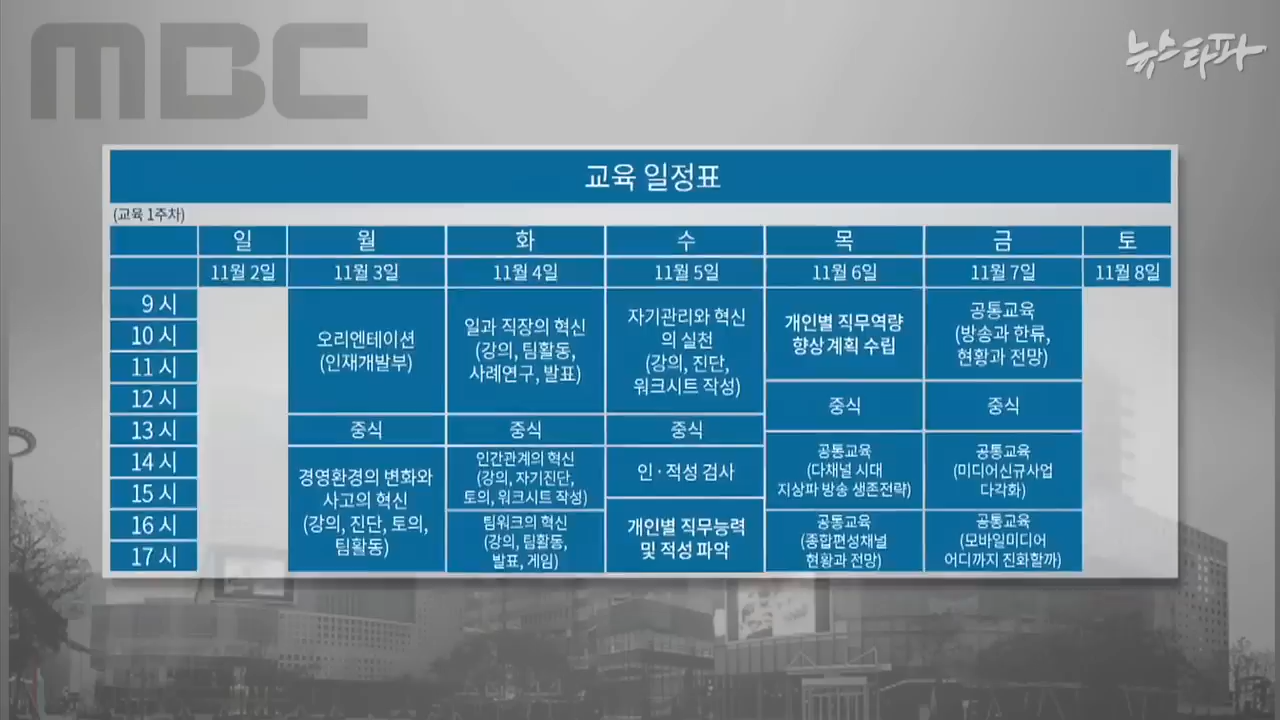 MBC
뉴스타파
교육 일정표
(교육 1주차)
일 월 화 수 목 금 토
11월 2일 11월 3일 11월 4일 11월 5일 11월 6일 11월 7일 11월 8일
9 시
10 시
11 시
12 시
13 시
14 시
15 시
16 시
17 시
오리엔테이션
(인재개발부)
중식
경영환경의 변화와
사고의 혁신
(강의, 진단, 토의,
팀활동)
일과 직장의 혁신
(강의, 팀활동,
사례연구, 발표)
중식
인간관계의 혁신
(강의, 자기진단,
토의, 워크시트 작성)
팀워크의 혁신
(강의, 팀활동,
발표, 게임)
자기관리와 혁신
의 실천
(강의, 진단,
워크시트 작성)
중식
인 · 적성 검사
개인별 직무능력
및 적성 파악
개인별 직무역량
향상 계획 수립
중식
공통교육
(다채널 시대
지상파 방송 생존전략)
공통교육
(종합편성채널
현황과 전망)
공통교육
(방송과 한류,
현황과 전망)
중식
공통교육
(미디어신규사업
다각화)
공통교육
(모바일미디어
어디까지 진화할까)